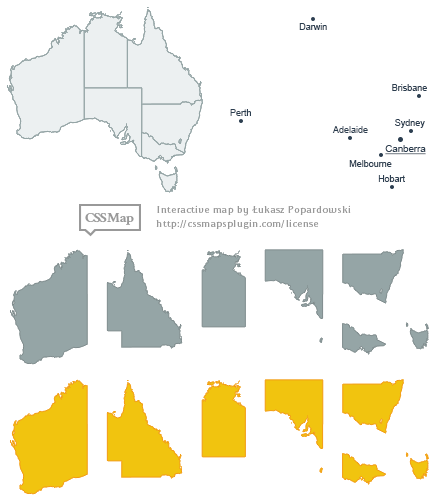 Darwin
Brisbane
Perth
Sydney
Adelaide
Canberra
Melbourne
Hobart
CSSMap
Interactive map by Łukasz Popardowski
http://cssmapsplugin.com/license